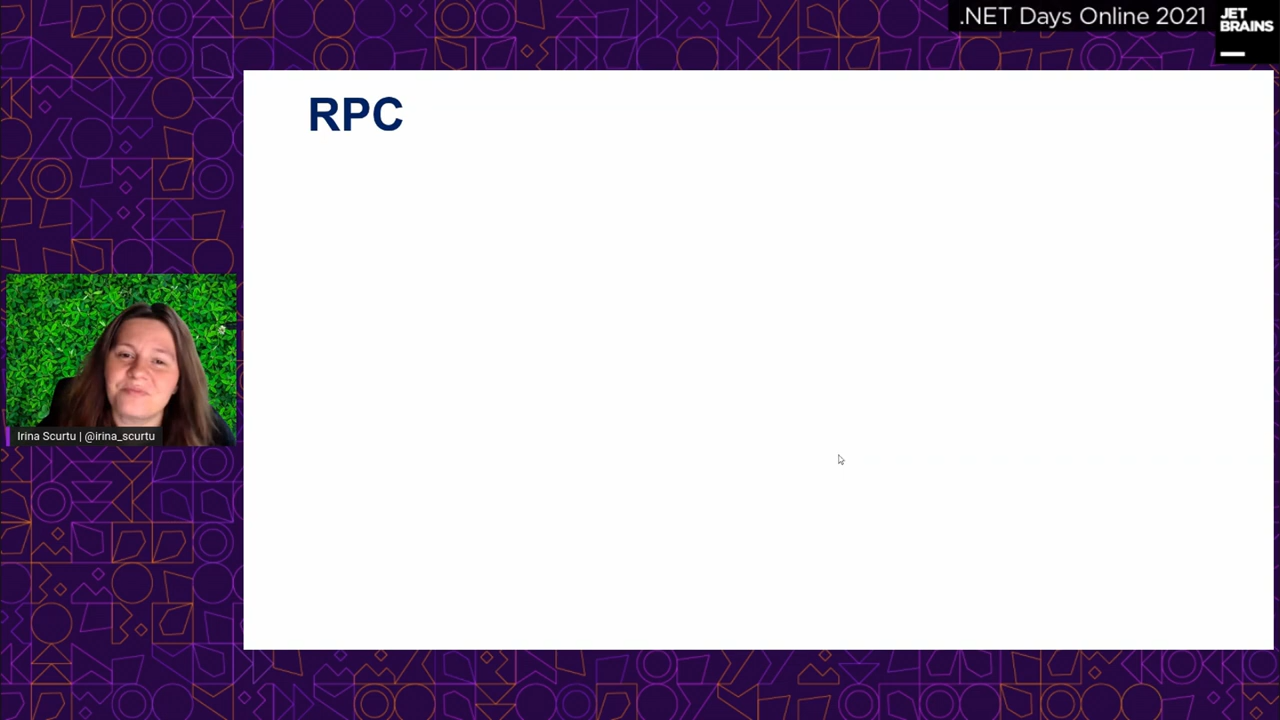 .NET Days Online 2021
JET
BRAINS
RPC
Irina Scurtu | @irina_scurtu